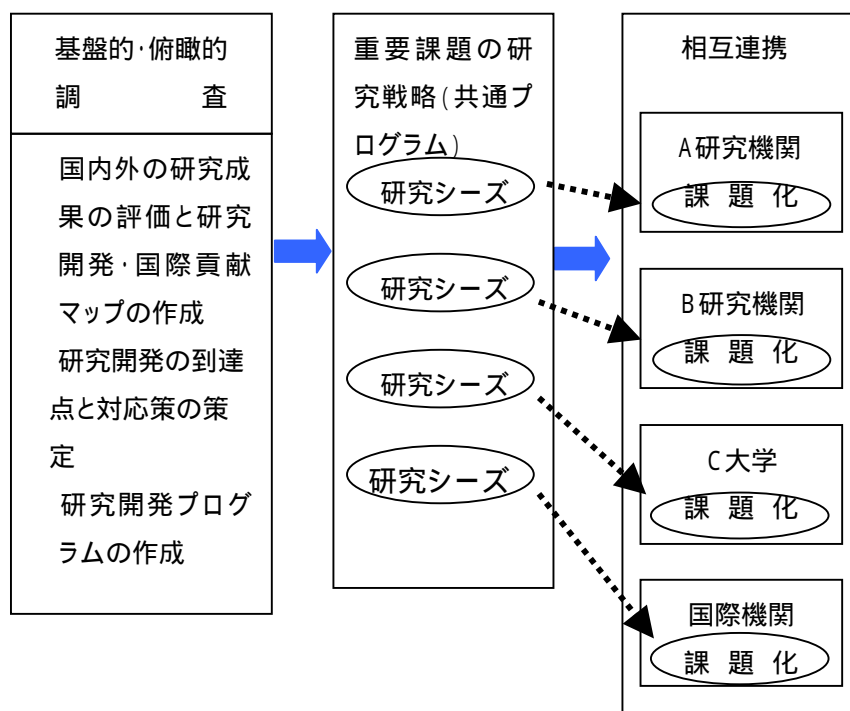 基盤的・俯瞰的
調査
国内外の研究成
果の評価と研究
開発・国際貢献
マップの作成
研究開発の到達
点と対応策の策
定
研究開発プログ
ラムの作成
重要課題の研
究戦略(共通プ
ログラム)
研究シーズ
研究シーズ
研究シーズ
研究シーズ
相互連携
A研究機関
課題化
B研究機関
課題化
C大学
課題化
国際機関
課題化